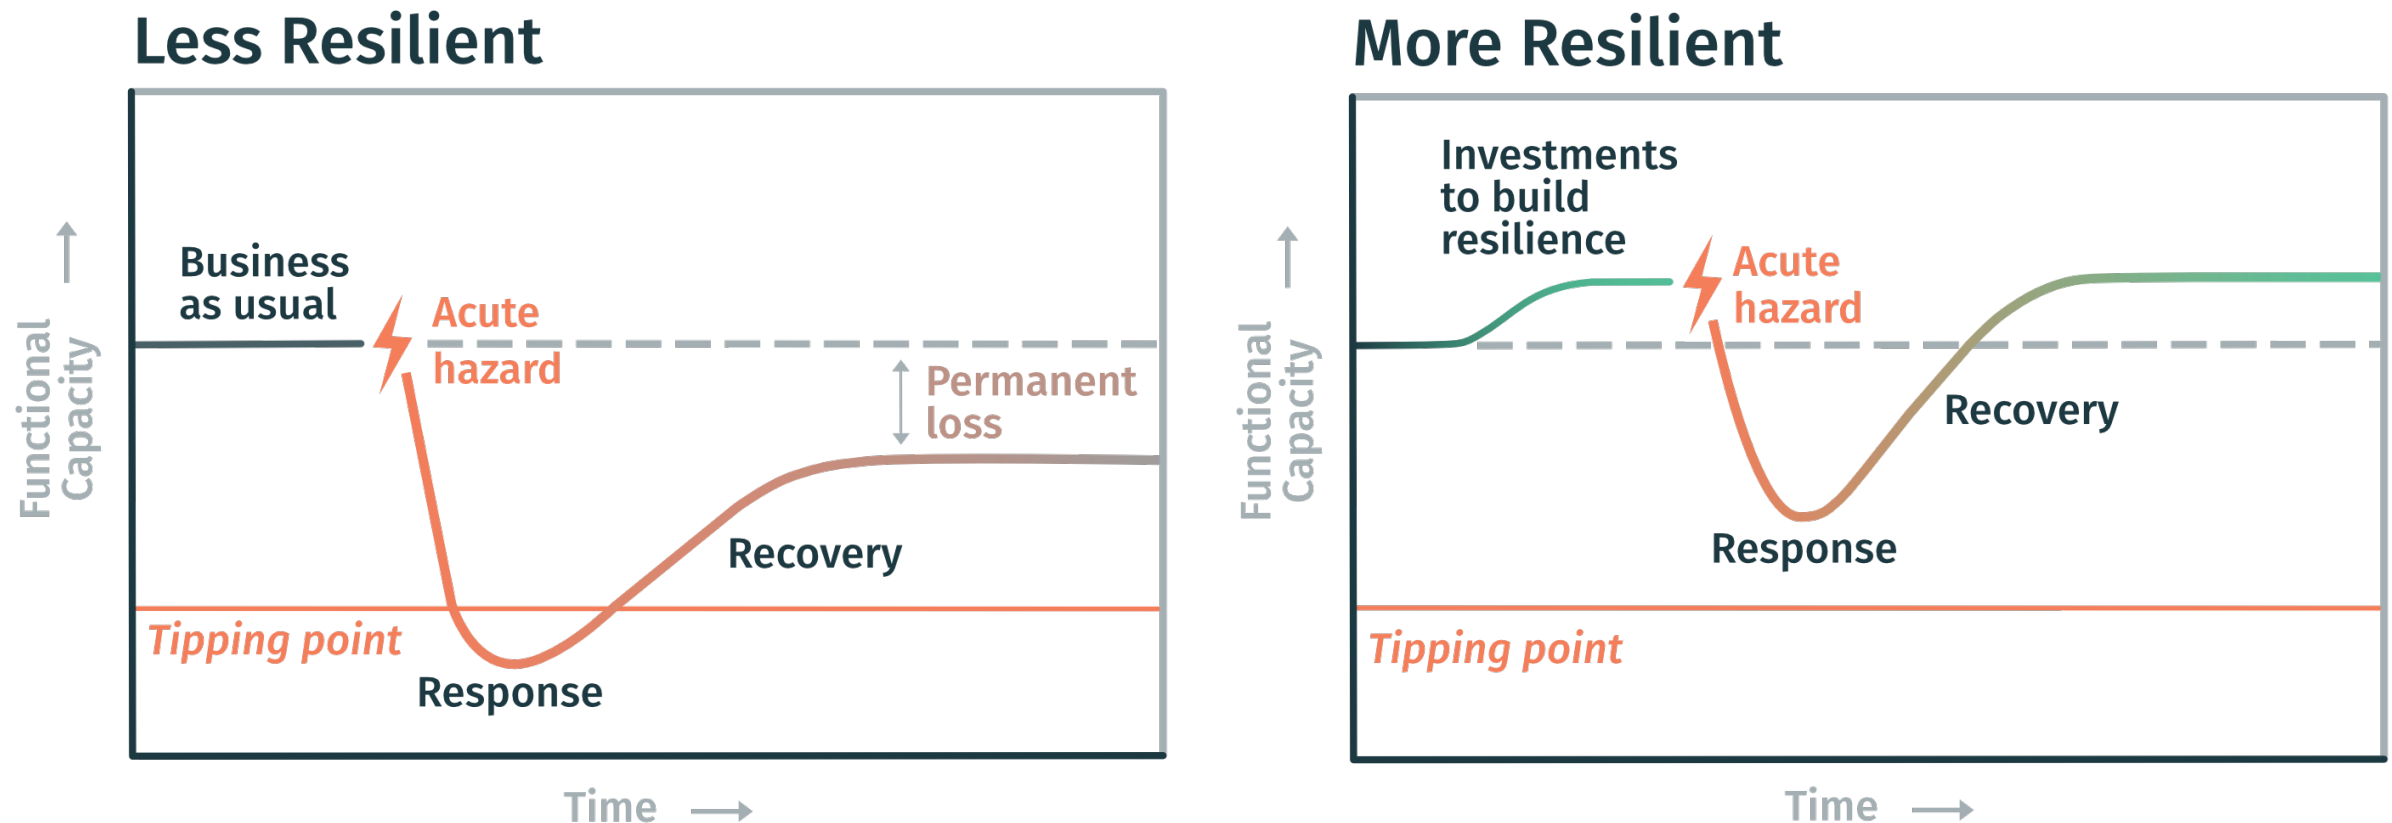 Less Resilient
Functional
Capacity
Business
as usual
Acute
hazard
Permanent
loss
Recovery
Tipping point
Response
Time
More Resilient
Functional
Capacity
Investments
to build
resilience
Acute
hazard
Recovery
Response
Tipping point
Time